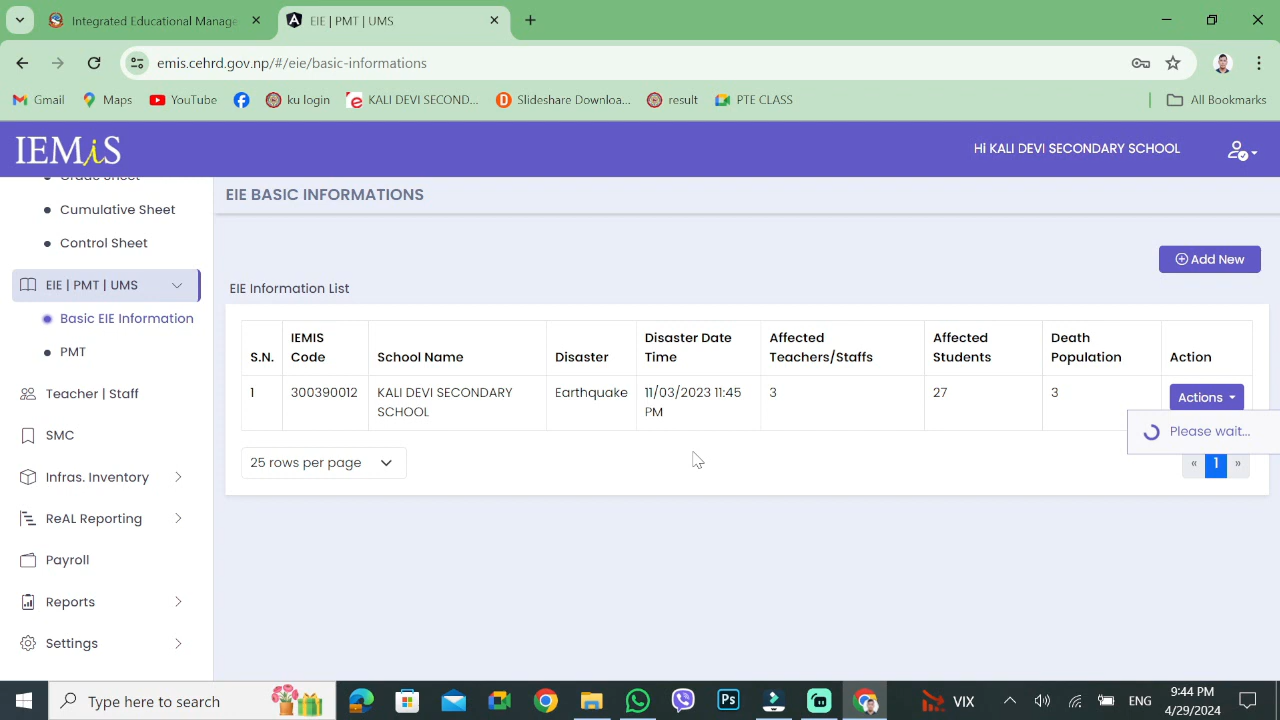 Integrated Educational Manage
EIE | PMT | UMS
emis.cehrd.gov.np/#/eie/basic-informations
Gmail
Maps
YouTube
ku login
KALI DEVI SECOND...
Slideshare Downloa...
result
PTE CLASS
All Bookmarks
IEMiS
Hi KALI DEVI SECONDARY SCHOOL
Grade Sheet
EIE BASIC INFORMATIONS
Cumulative Sheet
Control Sheet
Add New
EIE | PMT | UMS
EIE Information List
Basic EIE Information
PMT
S.N.
IEMIS
Code
School Name
Disaster
Disaster Date
Time
Affected
Teachers/Staffs
Affected
Students
Death
Population
Action
1
300390012
KALI DEVI SECONDARY
SCHOOL
Earthquake
11/03/2023 11:45
PM
3
27
3
Actions
Please wait...
Teacher | Staff
SMC
25 rows per page
« 1 »
Infras. Inventory
ReAL Reporting
Payroll
Reports
Settings
Type here to search
Ps
VIX
ENG
9:44 PM
4/29/2024